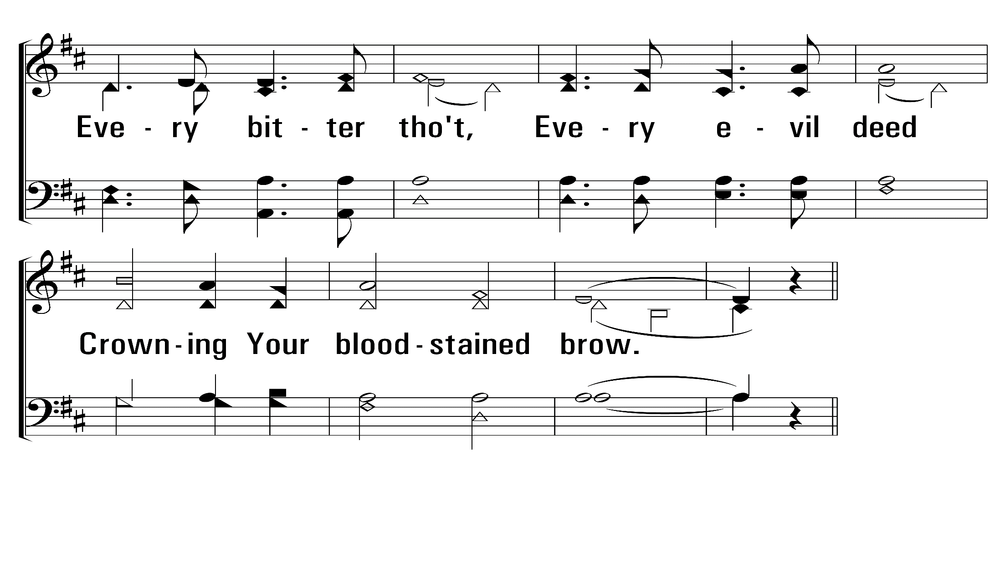 Eve - ry bit - ter tho't, Eve - ry e - vil deed
Crown - ing Your blood - stained brow.